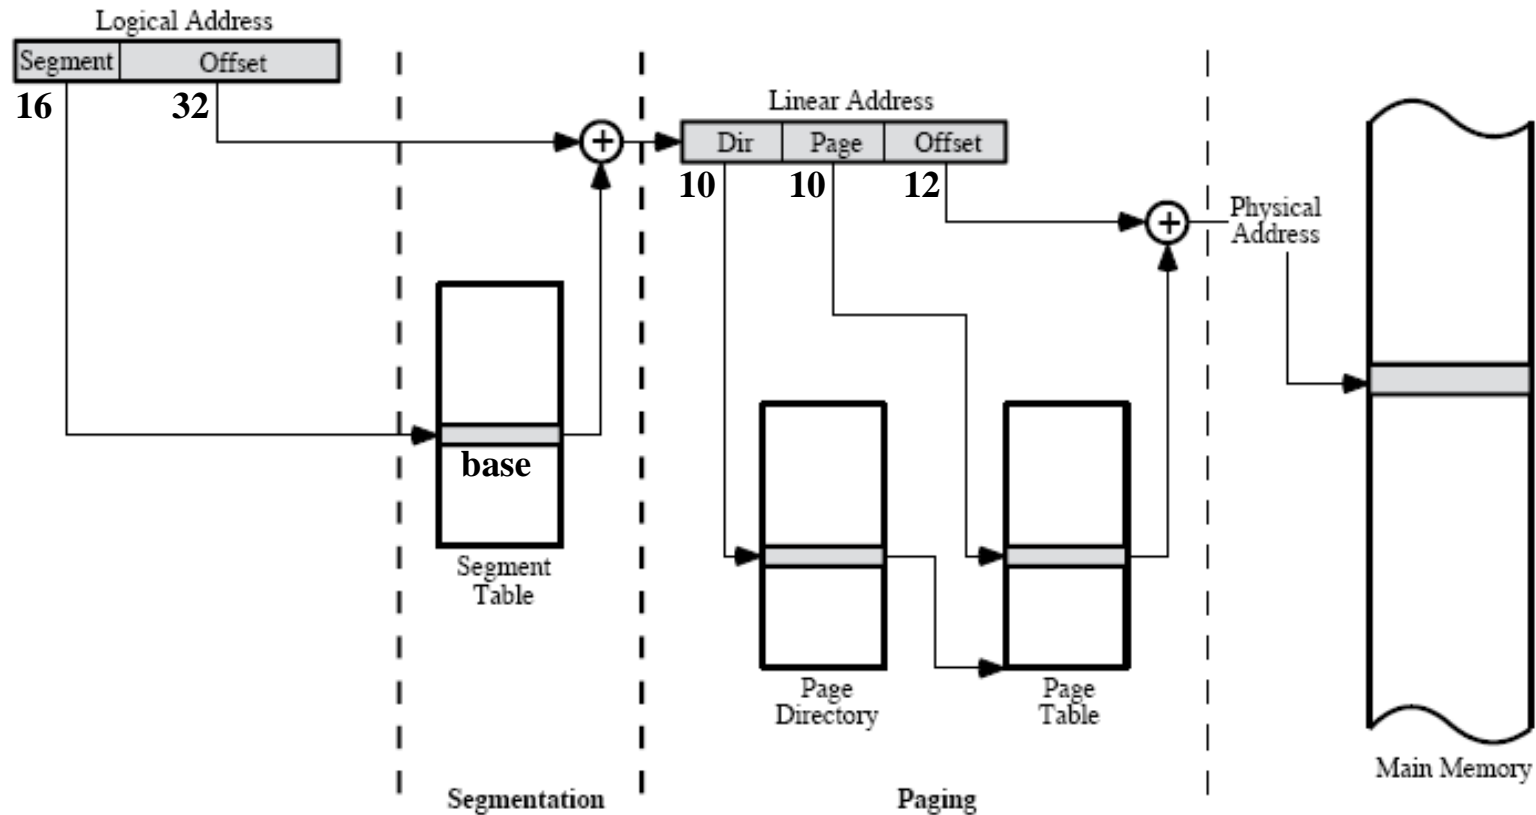 Logical Address
Segment Offset
16 32
Linear Address
Dir Page Offset
10 10 12
+
+
Physical
Address
base
Segment
Table
Page
Directory
Page
Table
Main Memory
Segmentation
Paging